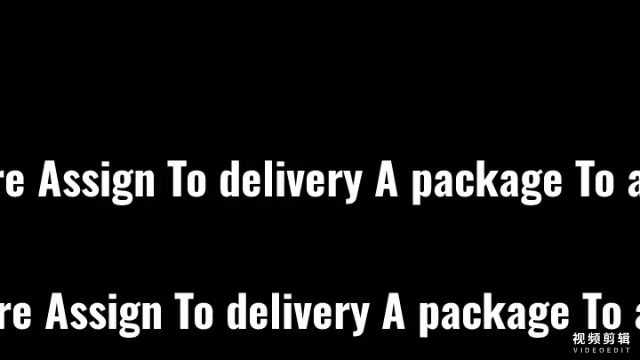 re Assign To delivery A package To a
re Assign To delivery A package To a
视频剪辑
VIDEOEDIT